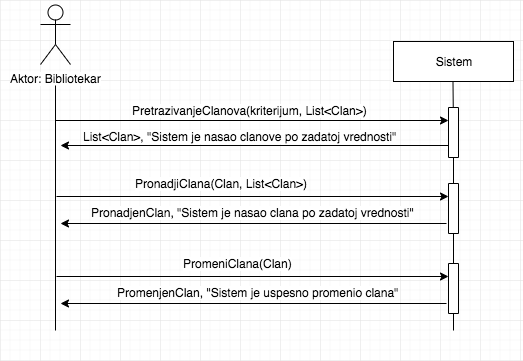 Aktor: Bibliotekar
Sistem
PretrazivanjeClanova(kriterijum, List<Clan>)
List<Clan>, "Sistem je nasao clanove po zadatoj vrednosti"
PronadjiClana(Clan, List<Clan>)
PronadjenClan, "Sistem je nasao clana po zadatoj vrednosti"
PromeniClana(Clan)
PromenjenClan, "Sistem je uspesno promenio clana"